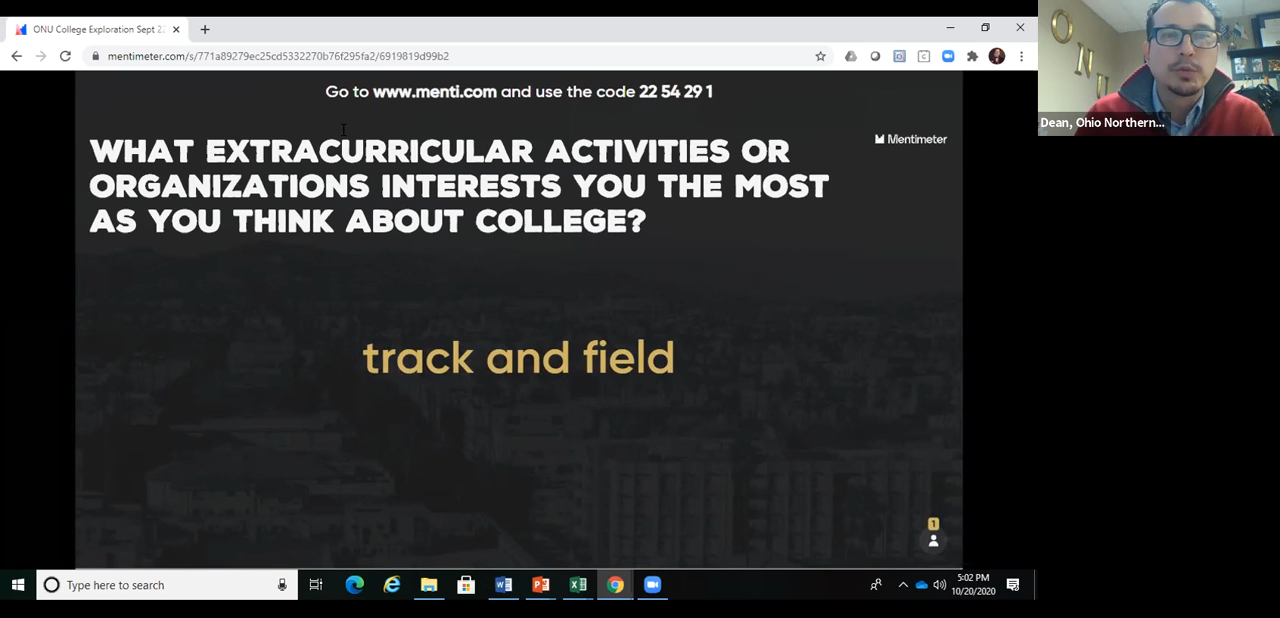 ONU College Exploration Sept 22
mentimeter.com/s/771a89279ec25cd5332270b76f295fa2/6919819d99b2
Go to www.menti.com and use the code 22 54 29 1
Mentimeter
WHAT EXTRACURRICULAR ACTIVITIES OR
ORGANIZATIONS INTERESTS YOU THE MOST
AS YOU THINK ABOUT COLLEGE?
track and field
1
O
N
U
Dean, Ohio Northern...
Type here to search
5:02 PM
10/20/2020